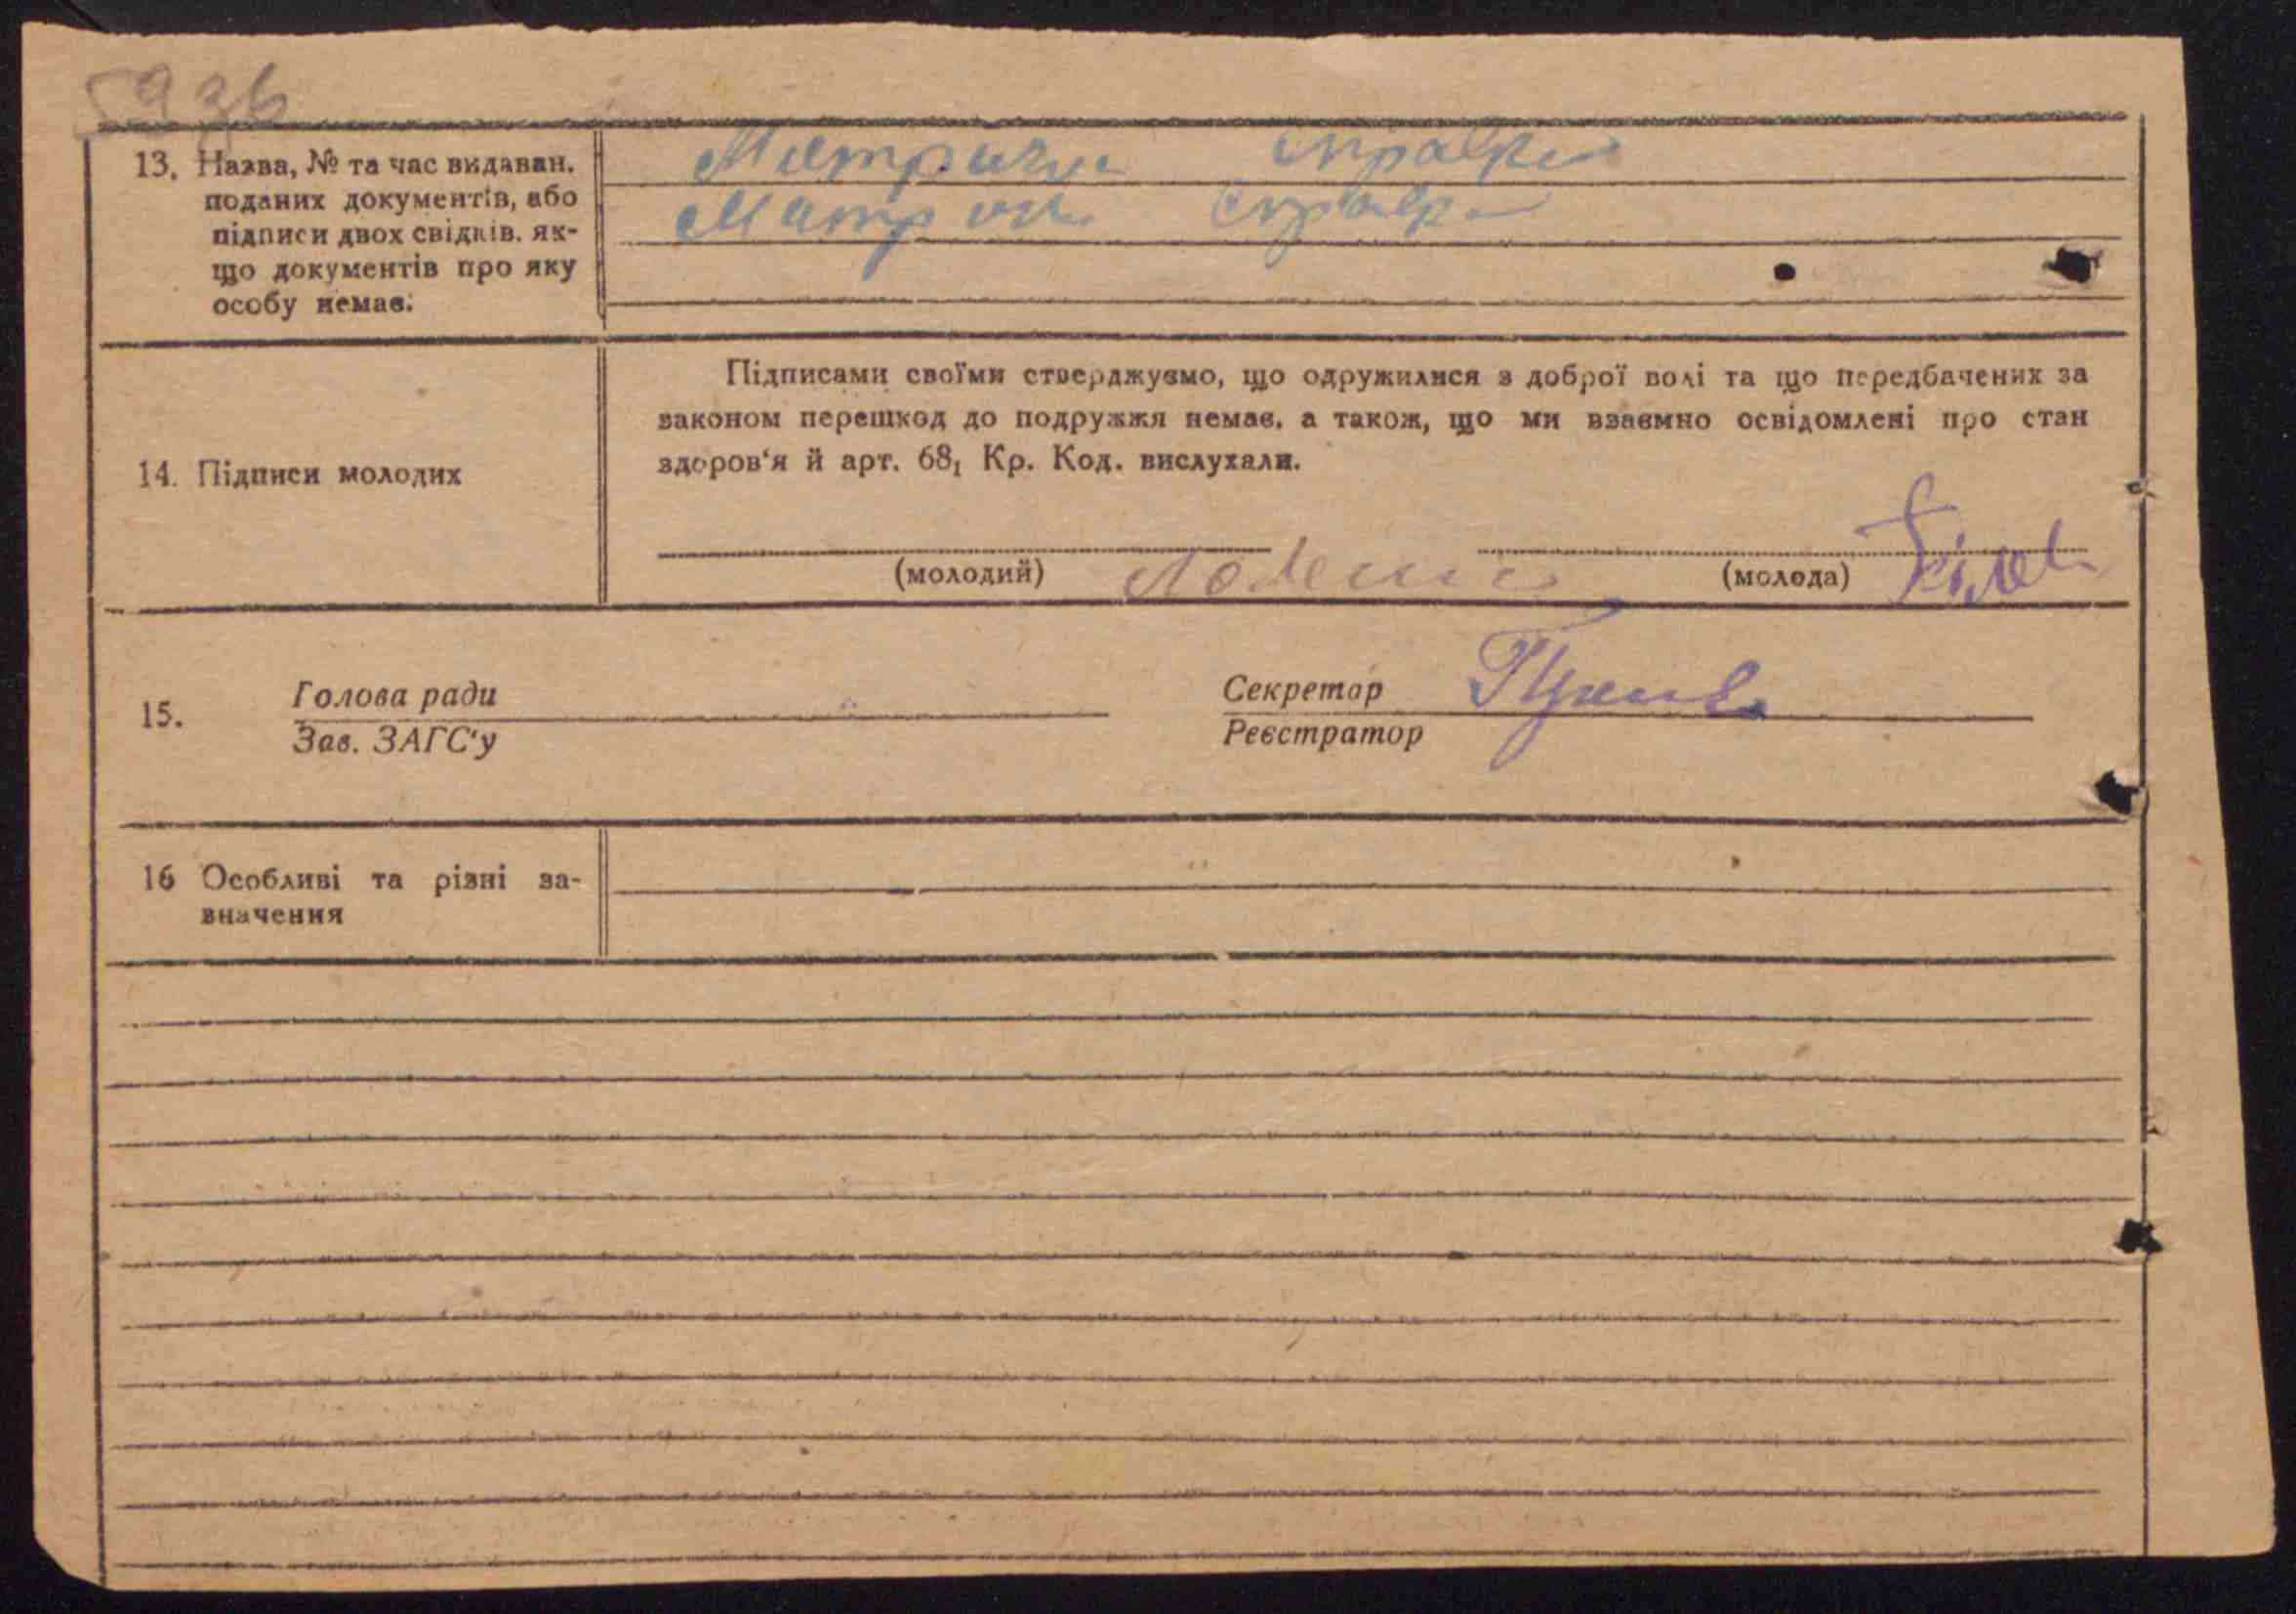 13. Назва, № та час видаван.
поданих документів, або
підписи двох свідків, як-
що документів про яку
особу немає.
Метрична справка
Метрична справка
14. Підписи молодих
Підписами своїми стверджуємо, що одружилися з доброї волі та що передбачених за
законом перешкод до подружжя немає, а також, що ми взаємно освідомлені про стан
здоров'я й арт. 68₁ Кр. Код. вислухали.
(молодий) (молода)
15. Голова ради
Зав. ЗАГС'у
Секретар
Реєстратор
16 Особливі та різні за-
значення